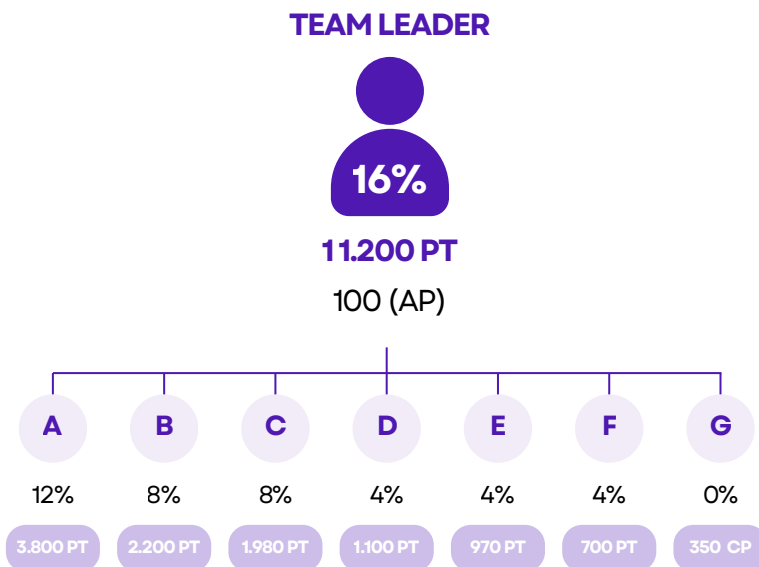 TEAM LEADER
16%
11.200 PT
100 (AP)
A B C D E F G
12% 8% 8% 4% 4% 4% 0%
3.800 PT 2.200 PT 1.980 PT 1.100 PT 970 PT 700 PT 350 CP